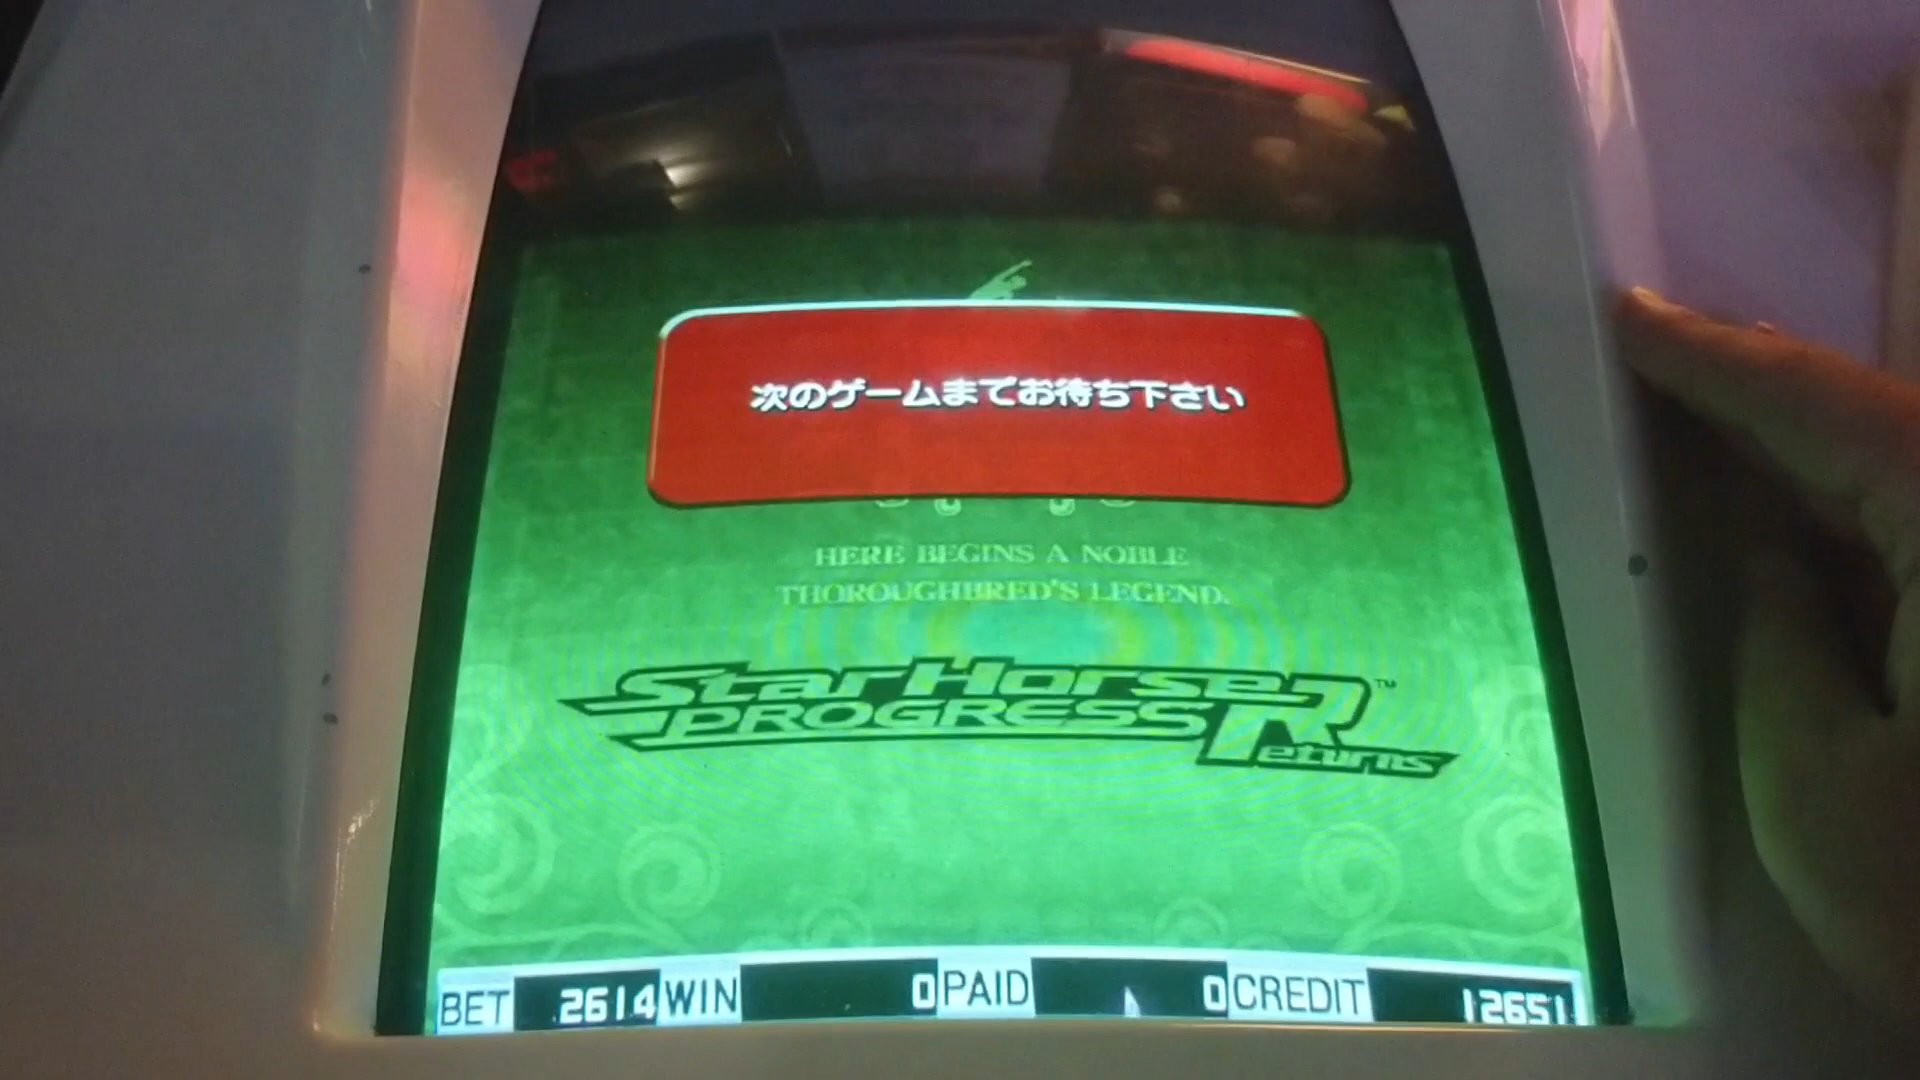 次のゲームまでお待ち下さい
HERE BEGINS A NOBLE
THOROUGHBRED'S LEGEND.
StarHorse
PROGRESS Returns™
BET 2614 WIN 0 PAID 0 CREDIT 12651